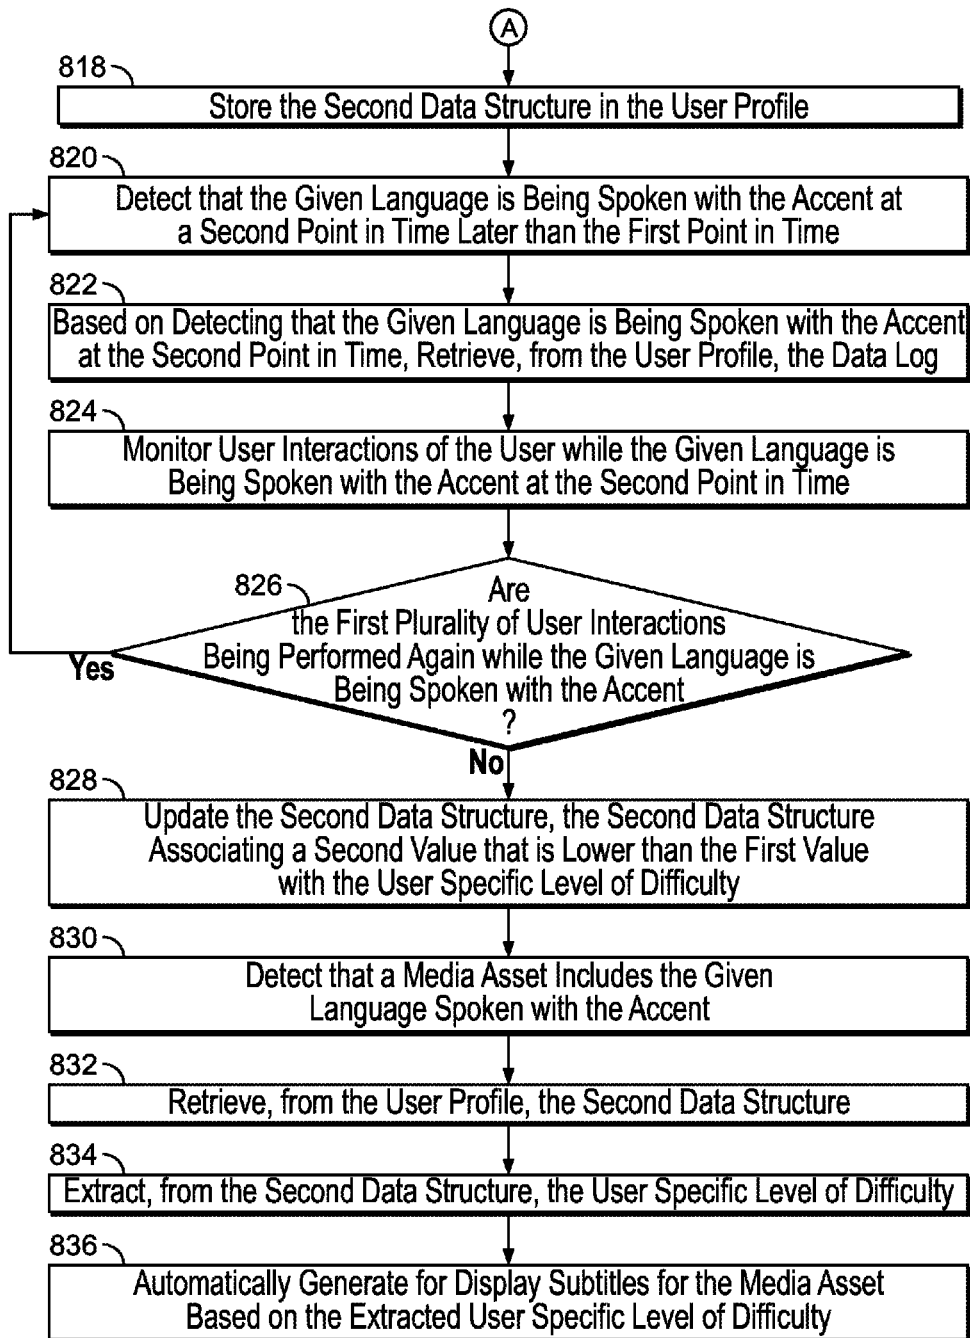 A
818
Store the Second Data Structure in the User Profile
820
Detect that the Given Language is Being Spoken with the Accent at
a Second Point in Time Later than the First Point in Time
822
Based on Detecting that the Given Language is Being Spoken with the Accent
at the Second Point in Time, Retrieve, from the User Profile, the Data Log
824
Monitor User Interactions of the User while the Given Language is
Being Spoken with the Accent at the Second Point in Time
826
Are
the First Plurality of User Interactions
Being Performed Again while the Given Language is
Being Spoken with the Accent
?
Yes
No
828
Update the Second Data Structure, the Second Data Structure
Associating a Second Value that is Lower than the First Value
with the User Specific Level of Difficulty
830
Detect that a Media Asset Includes the Given
Language Spoken with the Accent
832
Retrieve, from the User Profile, the Second Data Structure
834
Extract, from the Second Data Structure, the User Specific Level of Difficulty
836
Automatically Generate for Display Subtitles for the Media Asset
Based on the Extracted User Specific Level of Difficulty